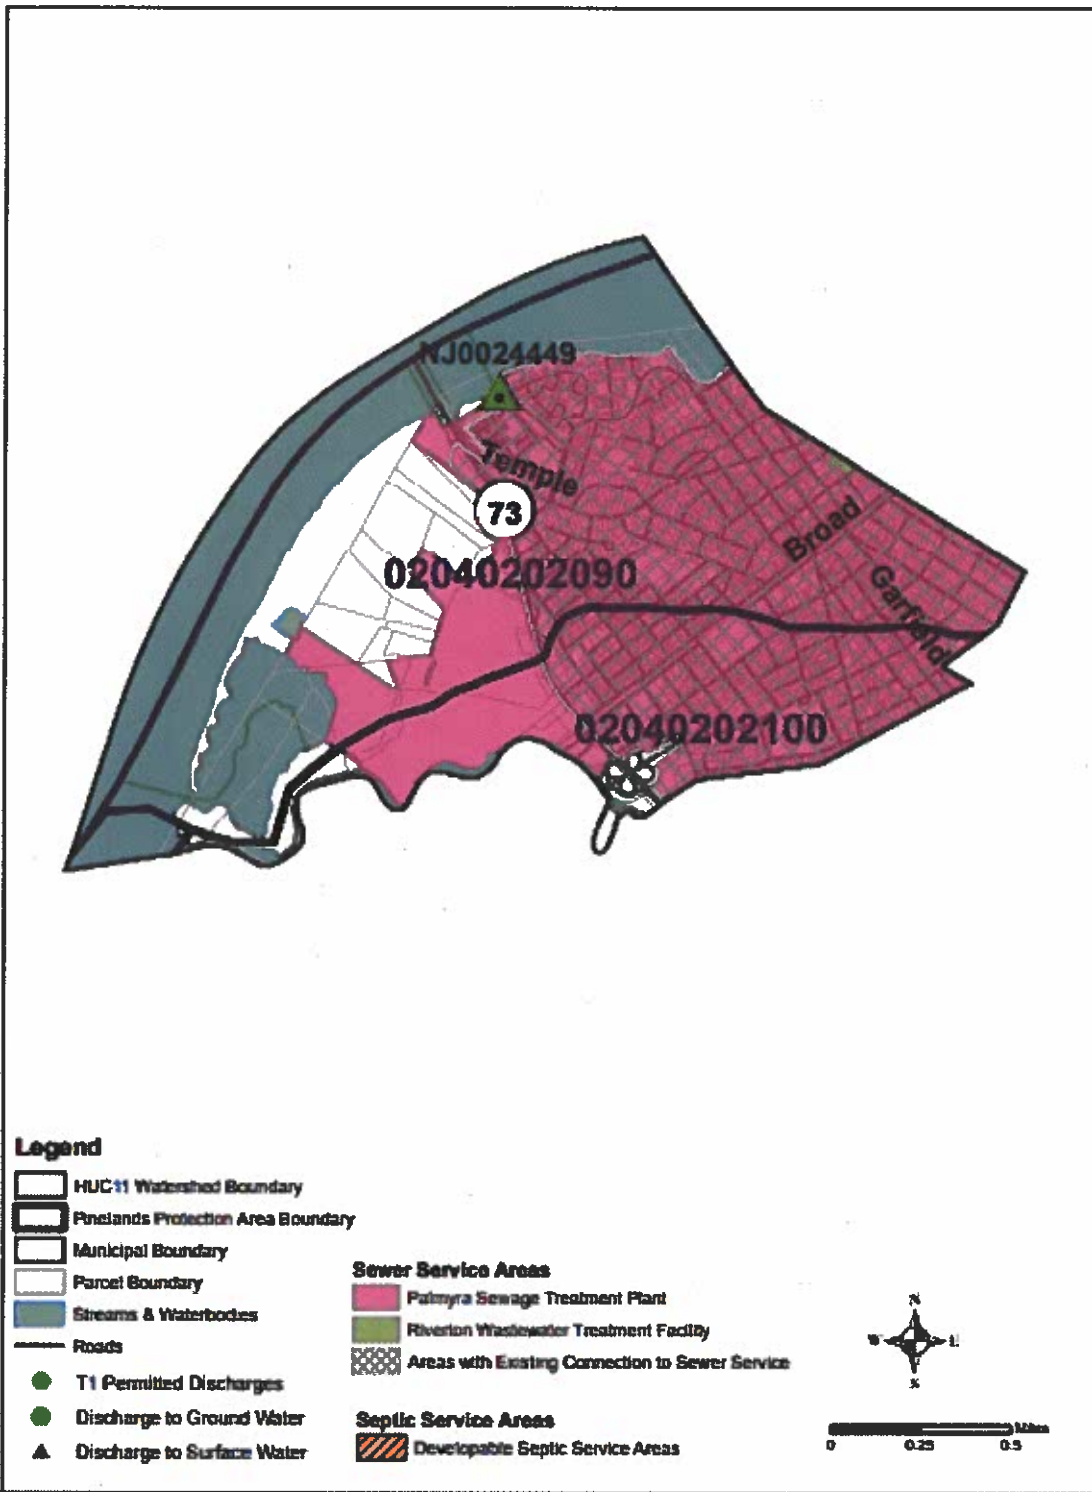 NJ0024449
Temple
73
Broad
02040202090
Garfield
02040202100
Legend
HUC11 Watershed Boundary
Pinelands Protection Area Boundary
Municipal Boundary
Parcel Boundary
Streams & Waterbodies
Roads
T1 Permitted Discharges
Discharge to Ground Water
Discharge to Surface Water
Sewer Service Areas
Palmyra Sewage Treatment Plant
Riverton Wastewater Treatment Facility
Areas with Existing Connection to Sewer Service
Septic Service Areas
Developable Septic Service Areas
N
W E
S
Miles
0 0.25 0.5